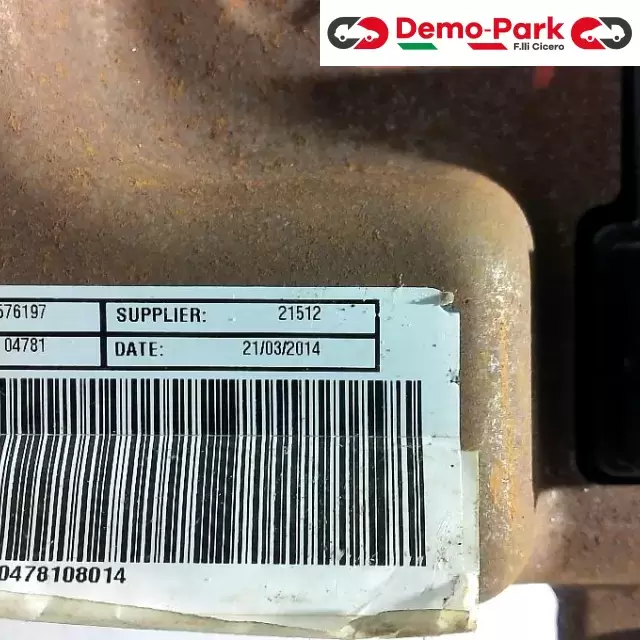 Demo-Park
F.lli Cicero
576197 SUPPLIER: 21512
04781 DATE: 21/03/2014
0478108014